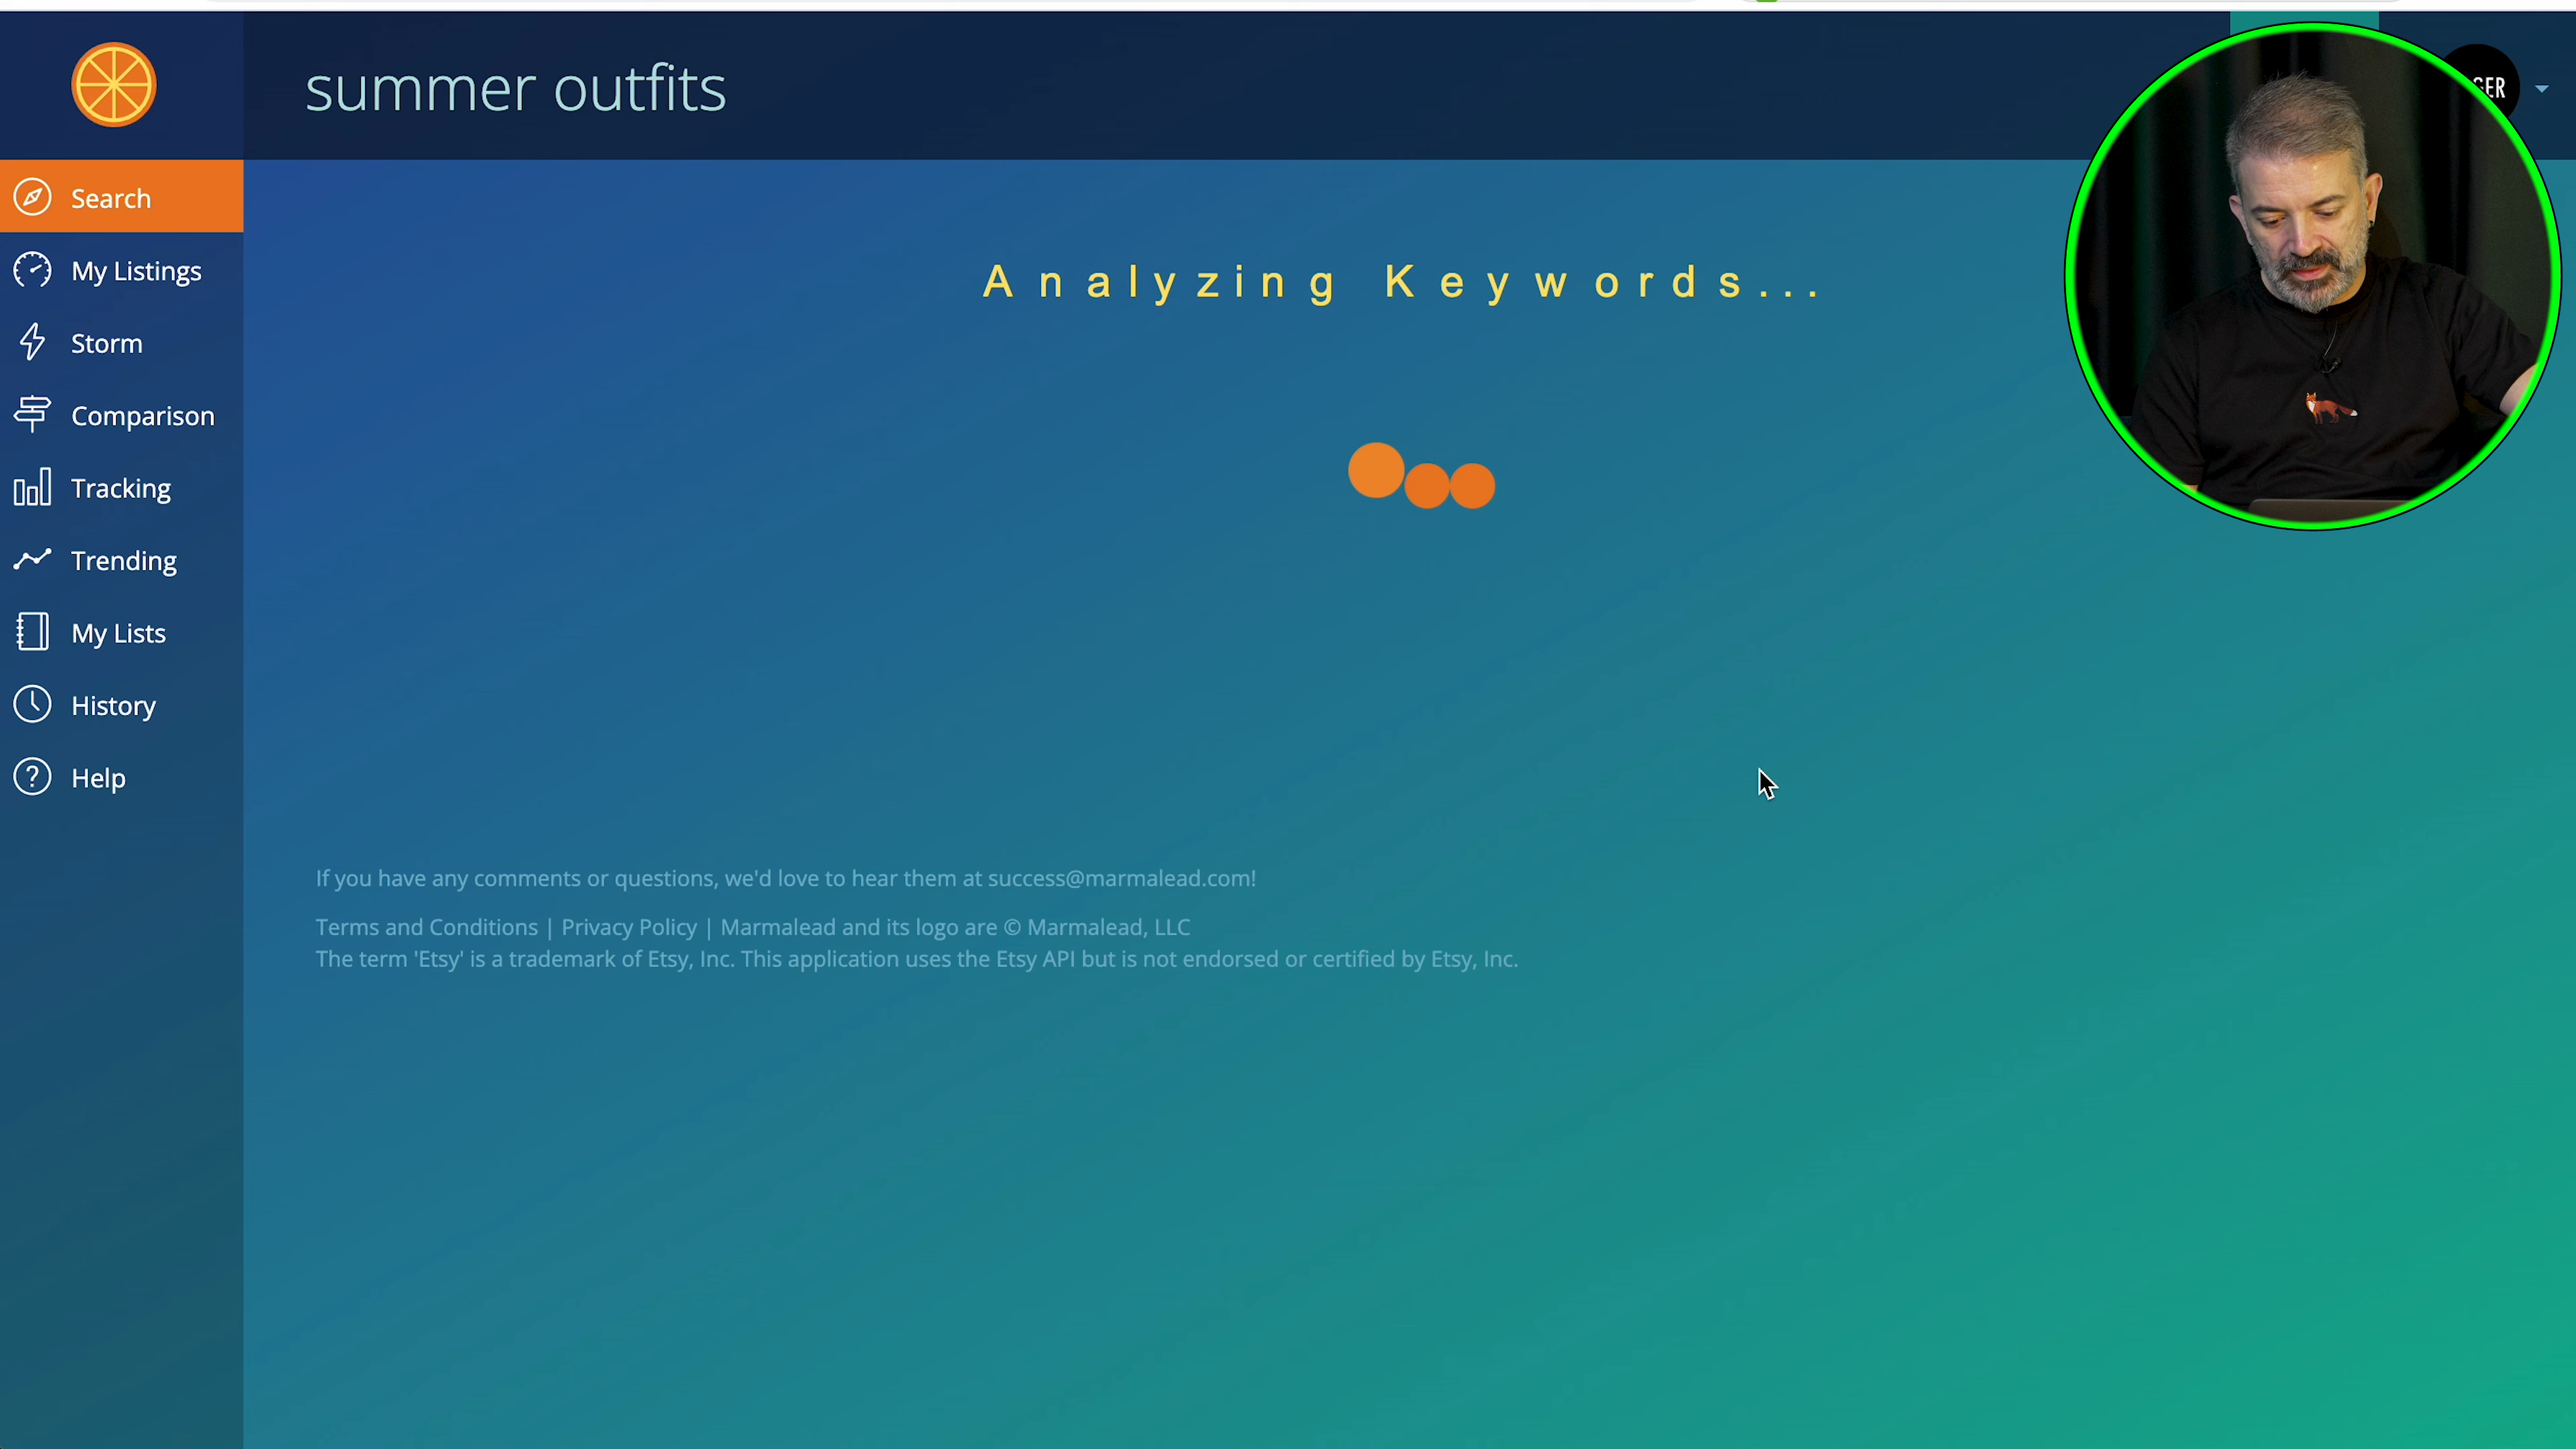 summer outfits
Search
My Listings
Storm
Comparison
Tracking
Trending
My Lists
History
Help
Analyzing Keywords...
If you have any comments or questions, we'd love to hear them at success@marmalead.com!
Terms and Conditions | Privacy Policy | Marmalead and its logo are © Marmalead, LLC
The term 'Etsy' is a trademark of Etsy, Inc. This application uses the Etsy API but is not endorsed or certified by Etsy, Inc.